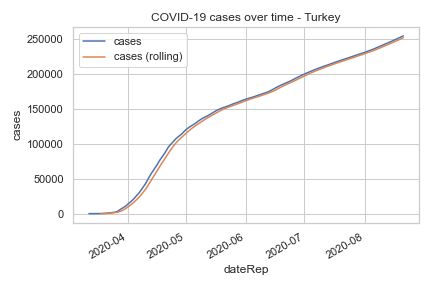 COVID-19 cases over time - Turkey
cases
cases (rolling)
250000
200000
150000
100000
50000
0
cases
2020-04
2020-05
2020-06
2020-07
2020-08
dateRep